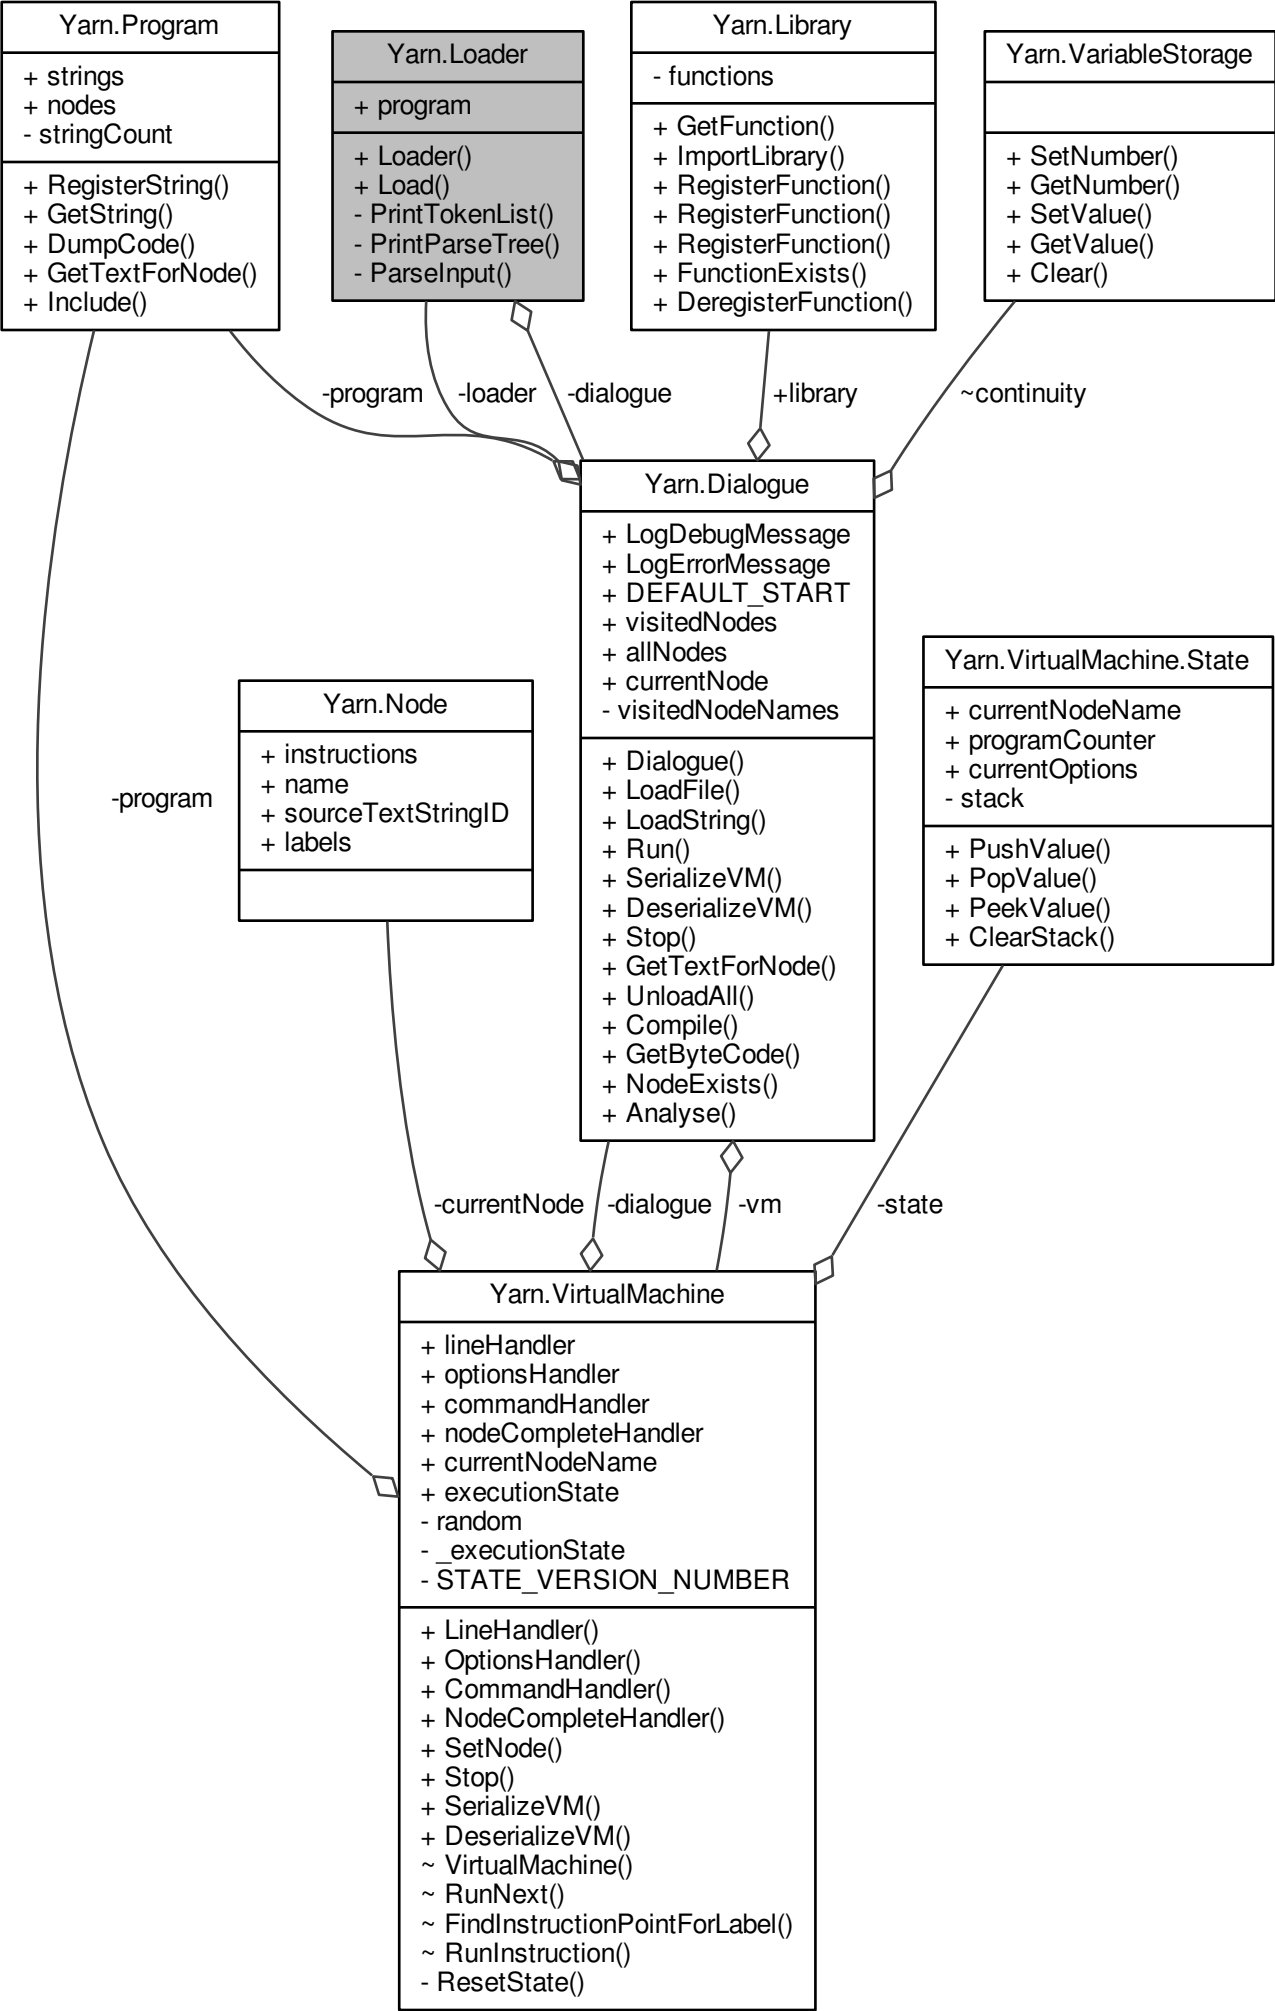 Yarn.Program
+ strings
+ nodes
- stringCount
+ RegisterString()
+ GetString()
+ DumpCode()
+ GetTextForNode()
+ Include()
Yarn.Loader
+ program
+ Loader()
+ Load()
- PrintTokenList()
- PrintParseTree()
- ParseInput()
Yarn.Library
- functions
+ GetFunction()
+ ImportLibrary()
+ RegisterFunction()
+ RegisterFunction()
+ RegisterFunction()
+ FunctionExists()
+ DeregisterFunction()
Yarn.VariableStorage
+ SetNumber()
+ GetNumber()
+ SetValue()
+ GetValue()
+ Clear()
-program
-loader
-dialogue
+library
~continuity
Yarn.Dialogue
+ LogDebugMessage
+ LogErrorMessage
+ DEFAULT_START
+ visitedNodes
+ allNodes
+ currentNode
- visitedNodeNames
+ Dialogue()
+ LoadFile()
+ LoadString()
+ Run()
+ SerializeVM()
+ DeserializeVM()
+ Stop()
+ GetTextForNode()
+ UnloadAll()
+ Compile()
+ GetByteCode()
+ NodeExists()
+ Analyse()
-program
Yarn.Node
+ instructions
+ name
+ sourceTextStringID
+ labels
Yarn.VirtualMachine.State
+ currentNodeName
+ programCounter
+ currentOptions
- stack
+ PushValue()
+ PopValue()
+ PeekValue()
+ ClearStack()
-currentNode
-dialogue
-vm
-state
Yarn.VirtualMachine
+ lineHandler
+ optionsHandler
+ commandHandler
+ nodeCompleteHandler
+ currentNodeName
+ executionState
- random
- _executionState
- STATE_VERSION_NUMBER
+ LineHandler()
+ OptionsHandler()
+ CommandHandler()
+ NodeCompleteHandler()
+ SetNode()
+ Stop()
+ SerializeVM()
+ DeserializeVM()
~ VirtualMachine()
~ RunNext()
~ FindInstructionPointForLabel()
~ RunInstruction()
- ResetState()